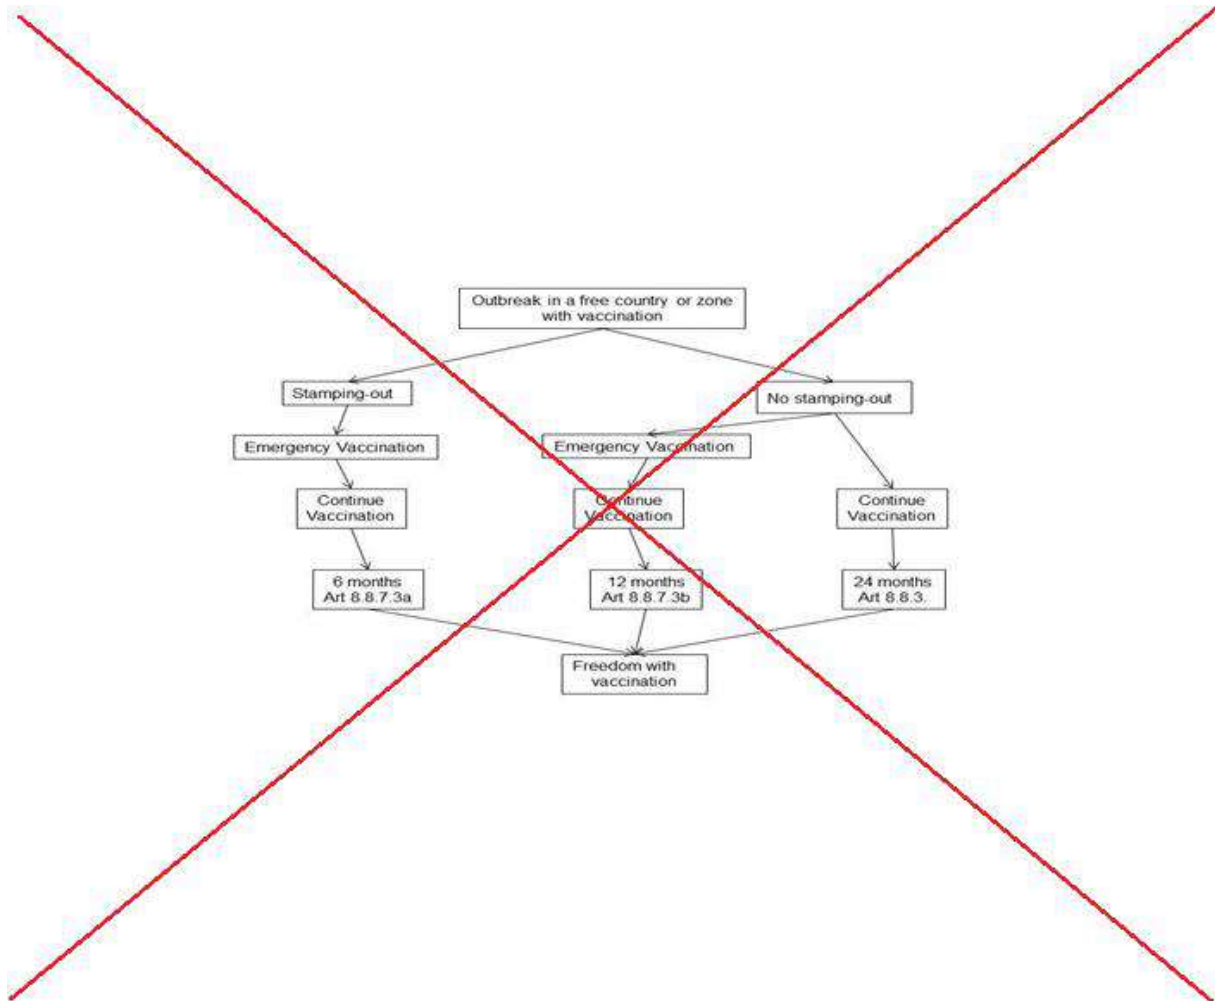 Outbreak in a free country or zone
with vaccination
Stamping-out
No stamping-out
Emergency Vaccination
Emergency Vaccination
Continue
Vaccination
Continue
Vaccination
Continue
Vaccination
6 months
Art 8.8.7.3a
12 months
Art 8.8.7.3b
24 months
Art 8.8.3.
Freedom with
vaccination